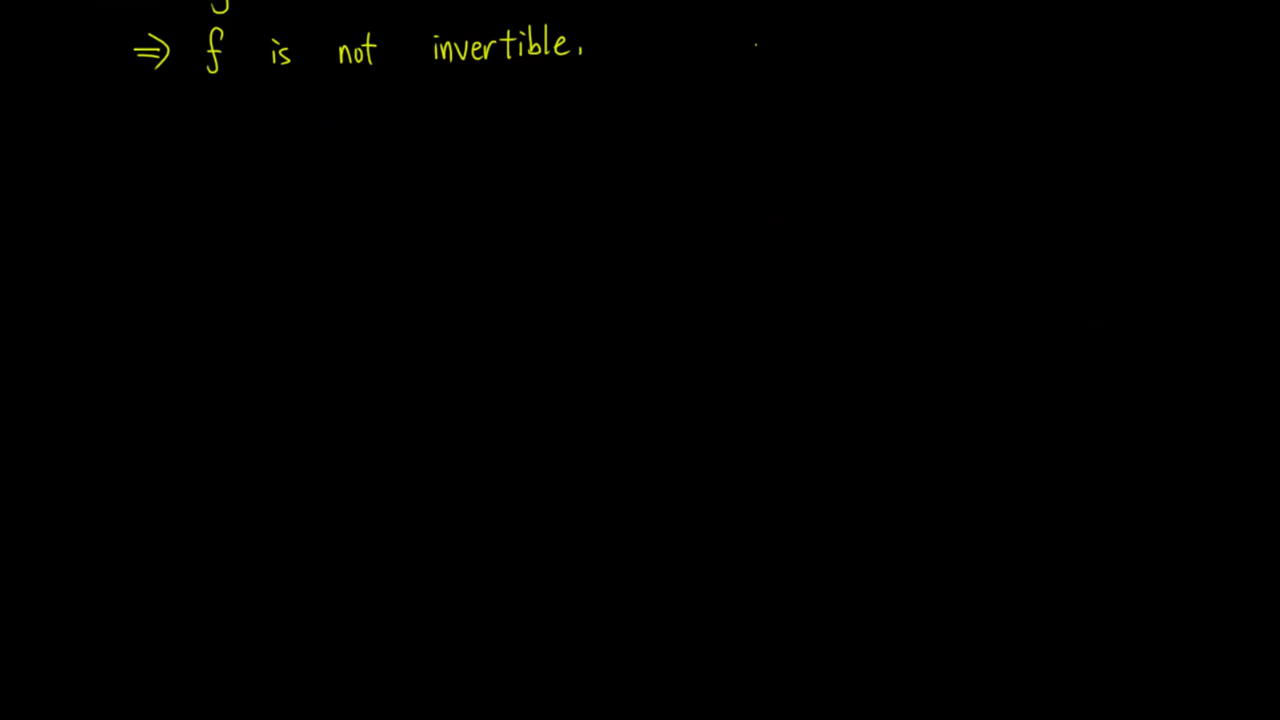 ⇒ f is not invertible.